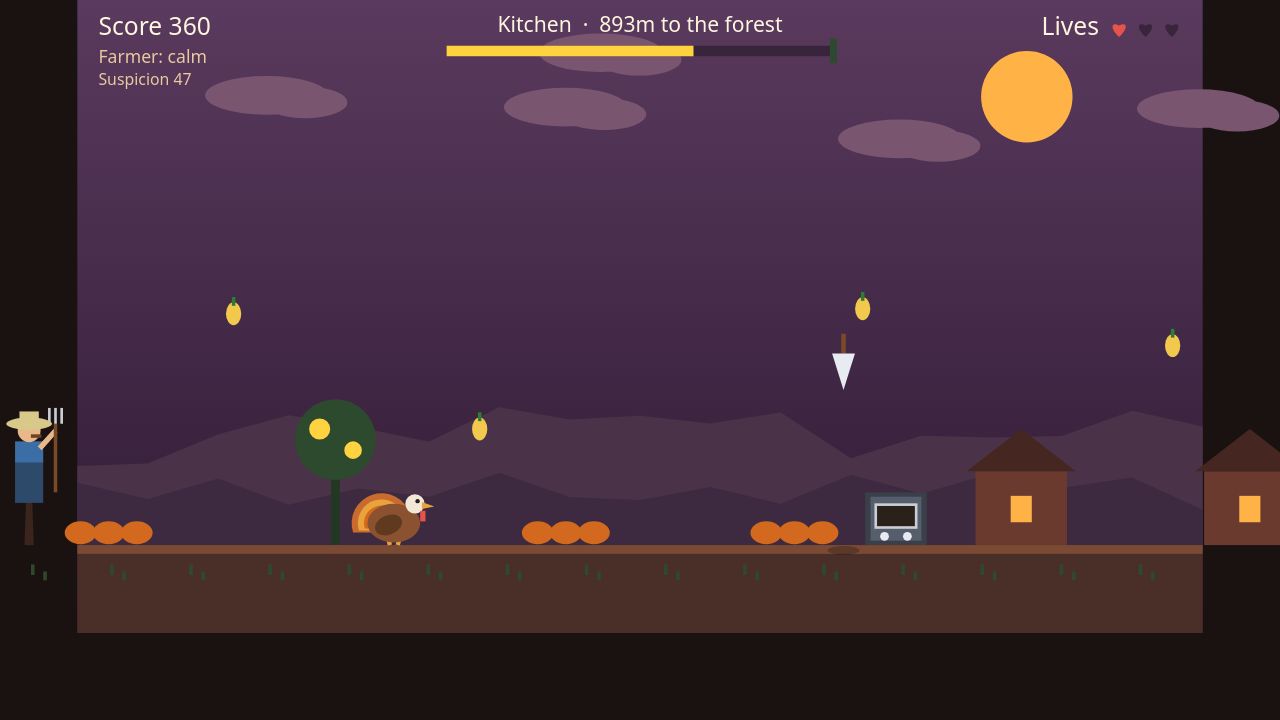 Score 360
Farmer: calm
Suspicion 47
Kitchen · 893m to the forest
Lives